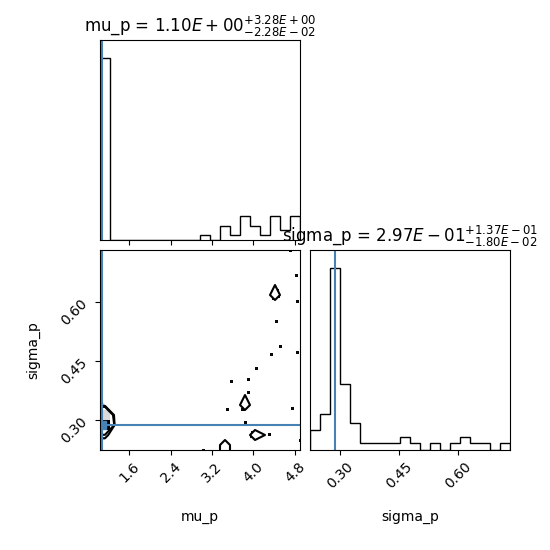 mu_p = 1.10E + 00+3.28E + 00−2.28E − 02
sigma_p = 2.97E − 01+1.37E − 01−1.80E − 02
0.60
0.45
0.30
sigma_p
1.6 2.4 3.2 4.0 4.8
0.30 0.45 0.60
mu_p
sigma_p